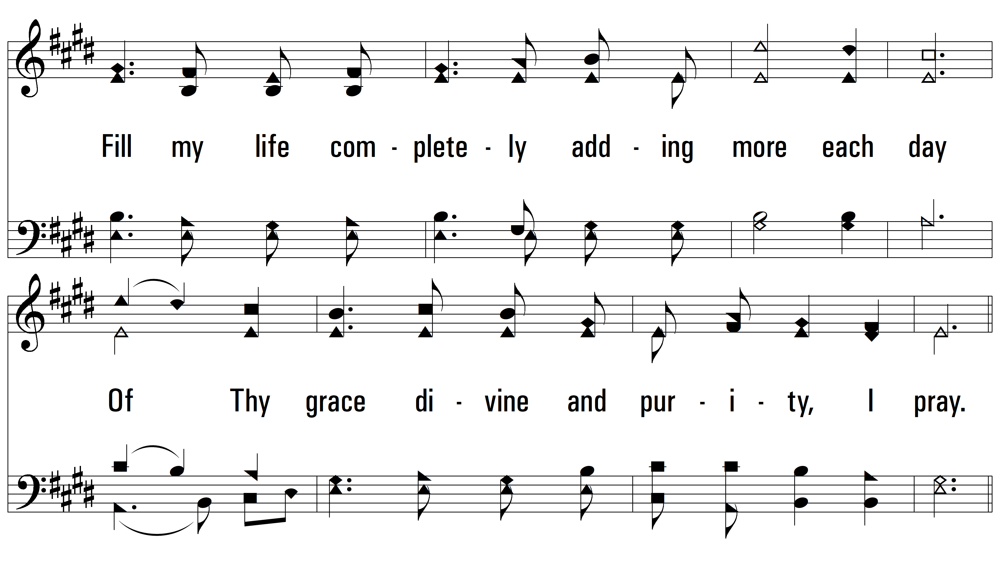 Fill my life com - plete - ly add - ing more each day
Of Thy grace di - vine and pur - i - ty, I pray.